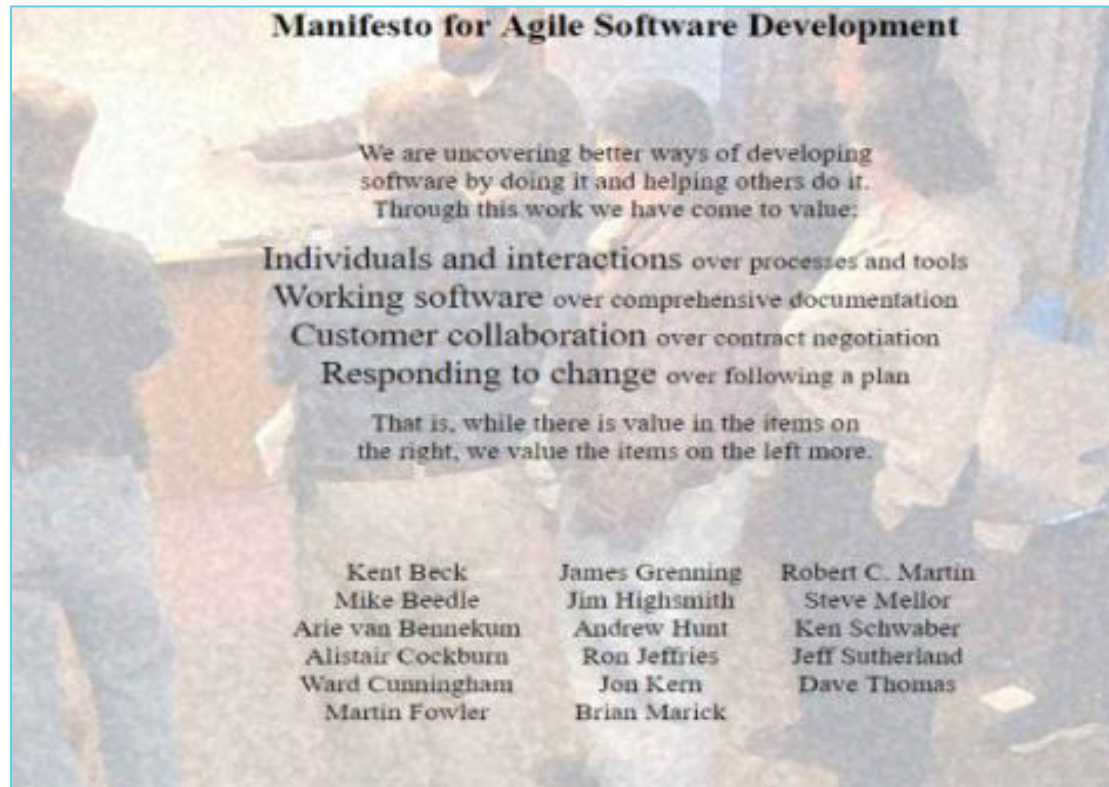 Manifesto for Agile Software Development
We are uncovering better ways of developing
software by doing it and helping others do it.
Through this work we have come to value:
Individuals and interactions over processes and tools
Working software over comprehensive documentation
Customer collaboration over contract negotiation
Responding to change over following a plan
That is, while there is value in the items on
the right, we value the items on the left more.
Kent Beck
Mike Beedle
Arie van Bennekum
Alistair Cockburn
Ward Cunningham
Martin Fowler
James Grenning
Jim Highsmith
Andrew Hunt
Ron Jeffries
Jon Kern
Brian Marick
Robert C. Martin
Steve Mellor
Ken Schwaber
Jeff Sutherland
Dave Thomas